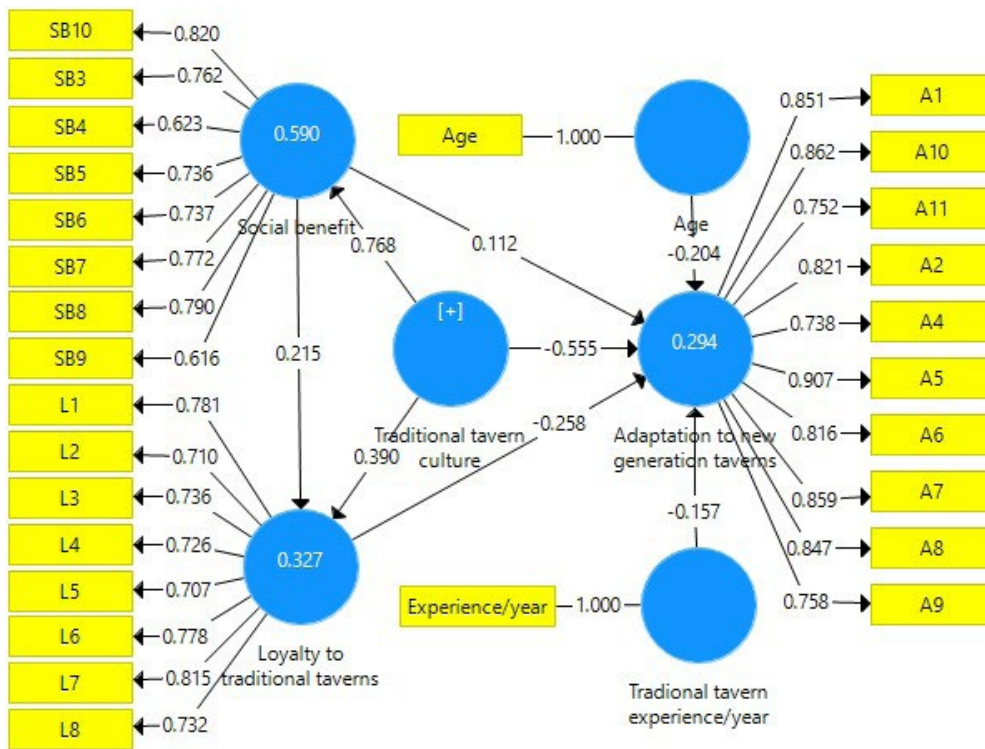 SB10
0.820
SB3
0.762
SB4
0.623
SB5
0.736
SB6
0.737
SB7
0.772
SB8
0.790
SB9
0.616
0.590
Social benefit
L1
0.781
L2
0.710
L3
0.736
L4
0.726
L5
0.707
L6
0.778
L7
0.815
L8
0.732
0.327
Loyalty to
traditional taverns
0.768
0.215
0.112
[+]
Traditional tavern
culture
0.390
-0.555
-0.258
Age
1.000
Age
-0.204
0.294
Adaptation to new
generation taverns
-0.157
Experience/year
1.000
Tradional tavern
experience/year
0.851
A1
0.862
A10
0.752
A11
0.821
A2
0.738
A4
0.907
A5
0.816
A6
0.859
A7
0.847
A8
0.758
A9